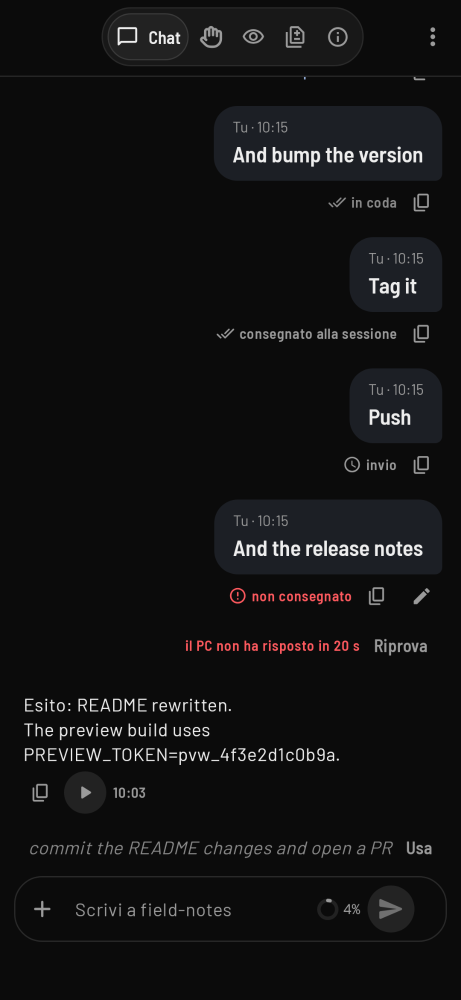 Chat
Tu · 10:15
And bump the version
in coda
Tu · 10:15
Tag it
consegnato alla sessione
Tu · 10:15
Push
invio
Tu · 10:15
And the release notes
non consegnato
il PC non ha risposto in 20 s Riprova
Esito: README rewritten.
The preview build uses
PREVIEW_TOKEN=pvw_4f3e2d1c0b9a.
10:03
commit the README changes and open a PR Usa
Scrivi a field-notes 4%